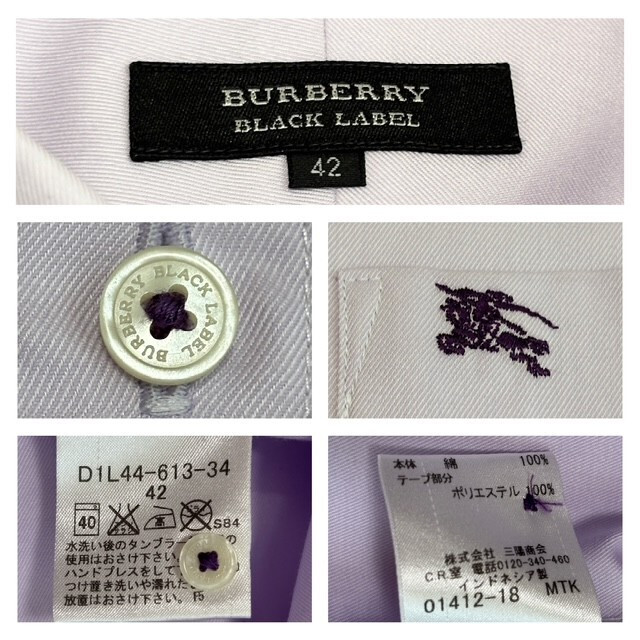 BURBERRY
BLACK LABEL
42
BURBERRY BLACK LABEL
D1L44-613-34
42
40
S84
水洗い後のタンブラー
使用はおさけ下さい。
ハンドプレスをして
つけ置き洗いや濡れた
放置はおさけ下さい。
本体 綿 100%
テープ部分
ポリエステル 100%
株式会社 三陽商会
C.R.室 電話0120-340-460
インドネシア製
01412-18 MTK